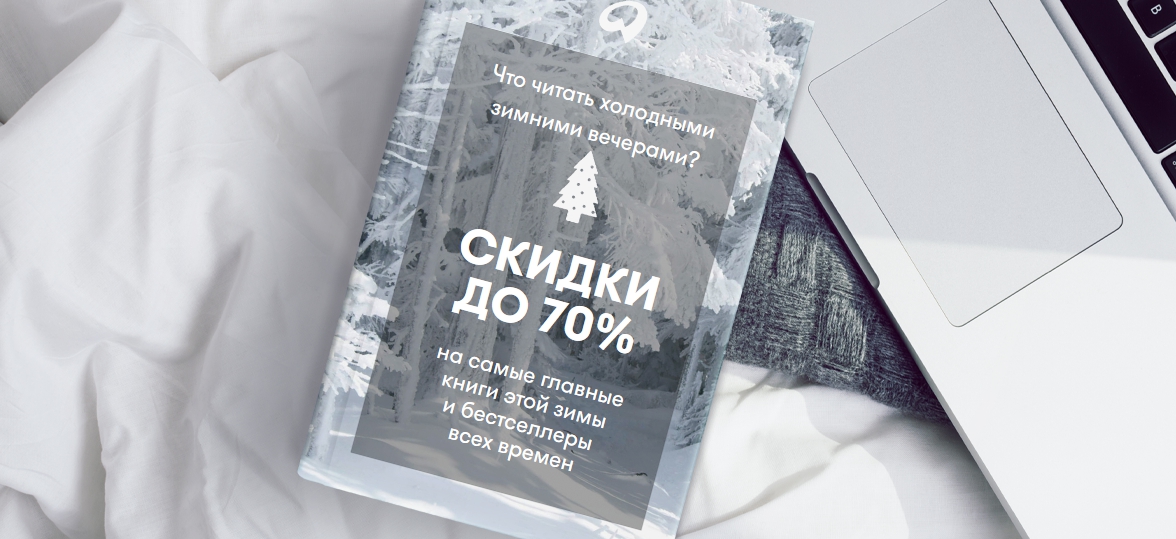 Что читать холодными
зимними вечерами?
СКИДКИ
ДО 70%
на самые главные
книги этой зимы
и бестселлеры
всех времен
B